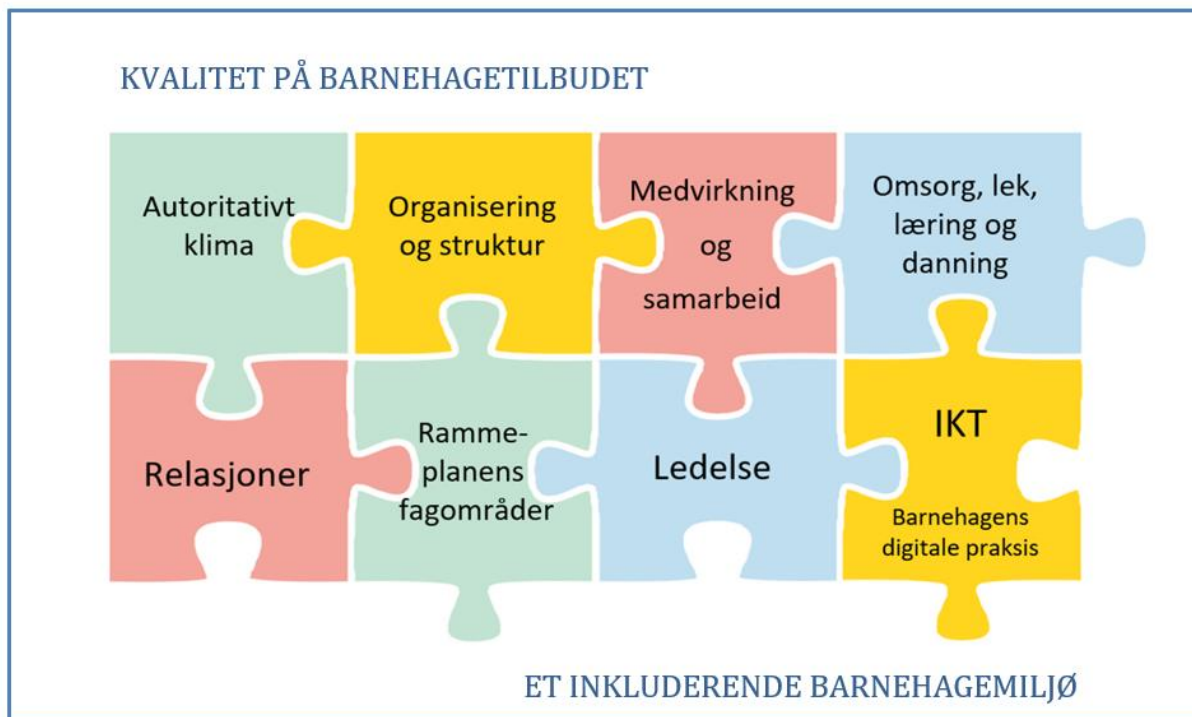 KVALITET PÅ BARNEHAGETILBUDET
Autoritativt
klima
Organisering
og struktur
Medvirkning
og
samarbeid
Omsorg, lek,
læring og
danning
Relasjoner
Ramme-
planens
fagområder
Ledelse
IKT
Barnehagens
digitale praksis
ET INKLUDERENDE BARNEHAGEMILJØ